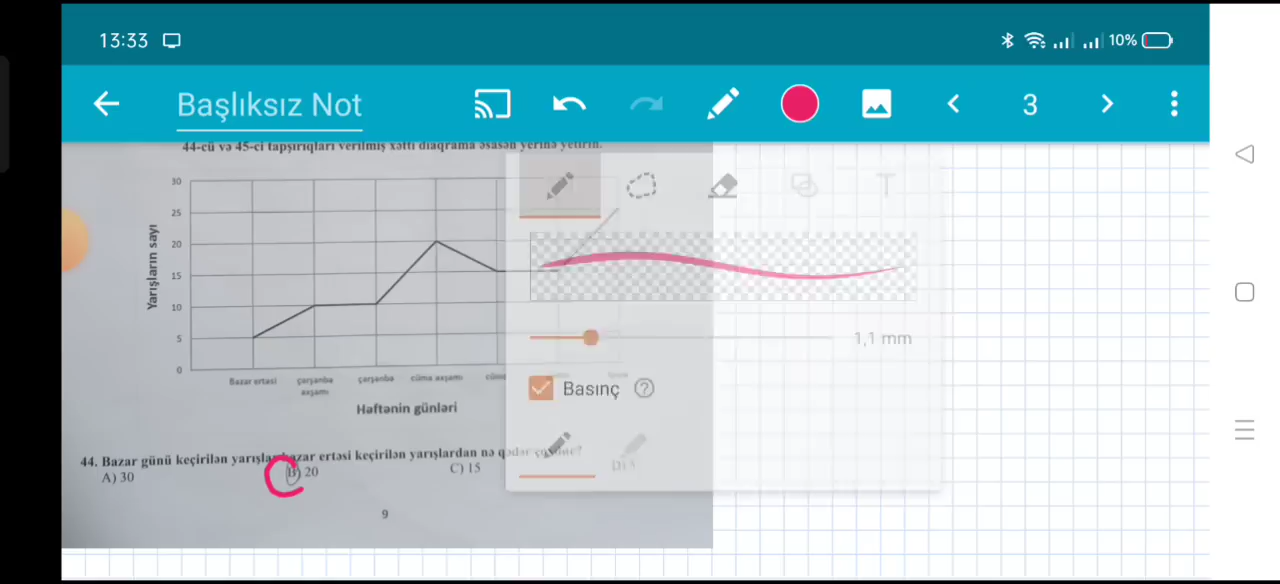 13:33 10%
Başlıksız Not 3
44-cü və 45-ci tapşırıqları verilmiş xətti diaqrama əsasən yerinə yetirin.
30
25
20
15
10
5
0
Yarışların sayı
Bazar ertəsi çərşənbə axşamı çərşənbə cümə axşamı cümə
Həftənin günləri
1,1 mm
Basınç ?
44. Bazar günü keçirilən yarışlar bazar ertəsi keçirilən yarışlardan nə qədər
A) 30 B) 20 C) 15
9